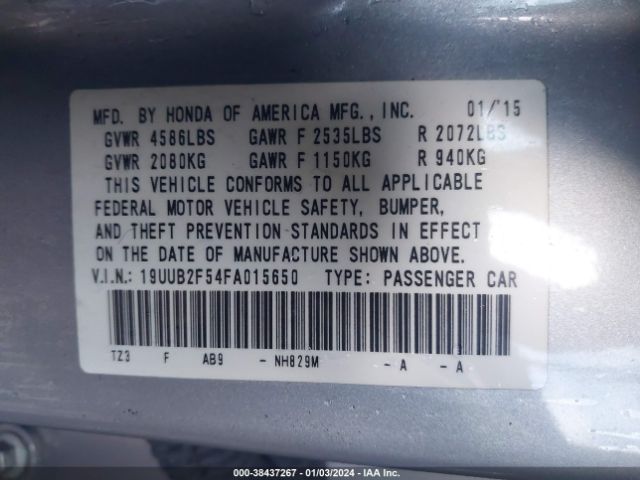 MFD. BY HONDA OF AMERICA MFG., INC. 01/'15
GVWR 4586LBS GAWR F 2535LBS R 2072LBS
GVWR 2080KG GAWR F 1150KG R 940KG
THIS VEHICLE CONFORMS TO ALL APPLICABLE
FEDERAL MOTOR VEHICLE SAFETY, BUMPER,
AND THEFT PREVENTION STANDARDS IN EFFECT
ON THE DATE OF MANUFACTURE SHOWN ABOVE.
V.I.N.: 19UUB2F54FA015650 TYPE: PASSENGER CAR
TZ3 F AB9 - NH829M - A - A
000-38437267 - 01/03/2024 - IAA Inc.